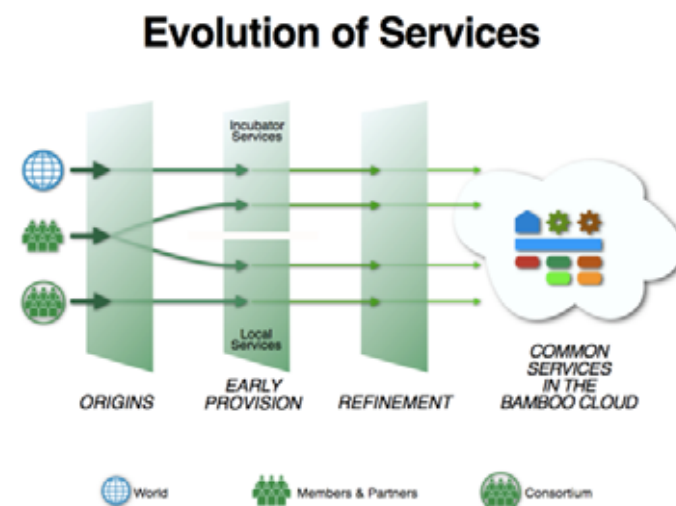 Evolution of Services
Incubator
Services
Local
Services
ORIGINS
EARLY
PROVISION
REFINEMENT
COMMON
SERVICES
IN THE
BAMBOO CLOUD
World
Members & Partners
Consortium